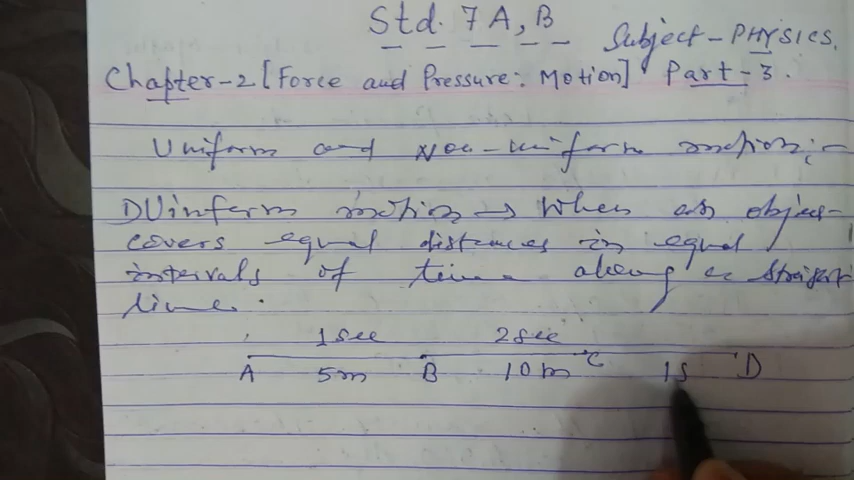 Std. 7 A, B
Subject - PHYSICS.
Chapter-2 [Force and Pressure: Motion] Part-3.
Uniform and Non-uniform motion:-
1) Uinform motion → When an object
covers equal distances in equal
intervals of time along a straight
line.
1 sec 2 sec
A 5m B 10 m C 15 D